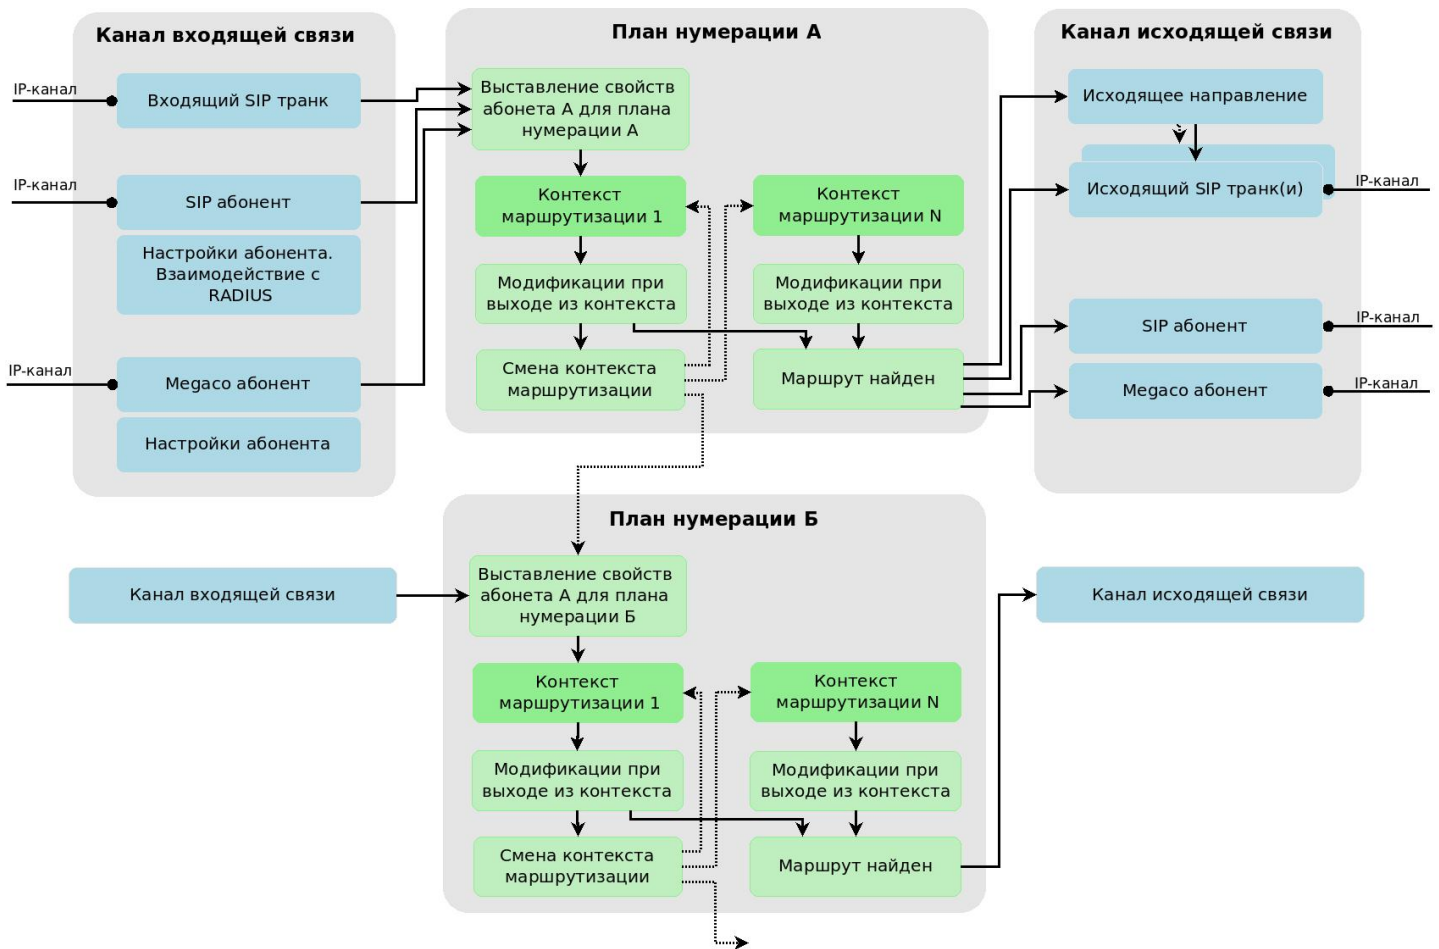 Канал входящей связи
IP-канал
Входящий SIP транк
IP-канал
SIP абонент
Настройки абонента.
Взаимодействие с
RADIUS
IP-канал
Megaco абонент
Настройки абонента
План нумерации А
Выставление свойств
абонета А для плана
нумерации А
Контекст
маршрутизации 1
Модификации при
выходе из контекста
Смена контекста
маршрутизации
Контекст
маршрутизации N
Модификации при
выходе из контекста
Маршрут найден
Канал исходящей связи
Исходящее направление
Исходящий SIP транк(и)
IP-канал
SIP абонент
IP-канал
Megaco абонент
IP-канал
План нумерации Б
Канал входящей связи
Выставление свойств
абонета А для плана
нумерации Б
Контекст
маршрутизации 1
Модификации при
выходе из контекста
Смена контекста
маршрутизации
Контекст
маршрутизации N
Модификации при
выходе из контекста
Маршрут найден
Канал исходящей связи